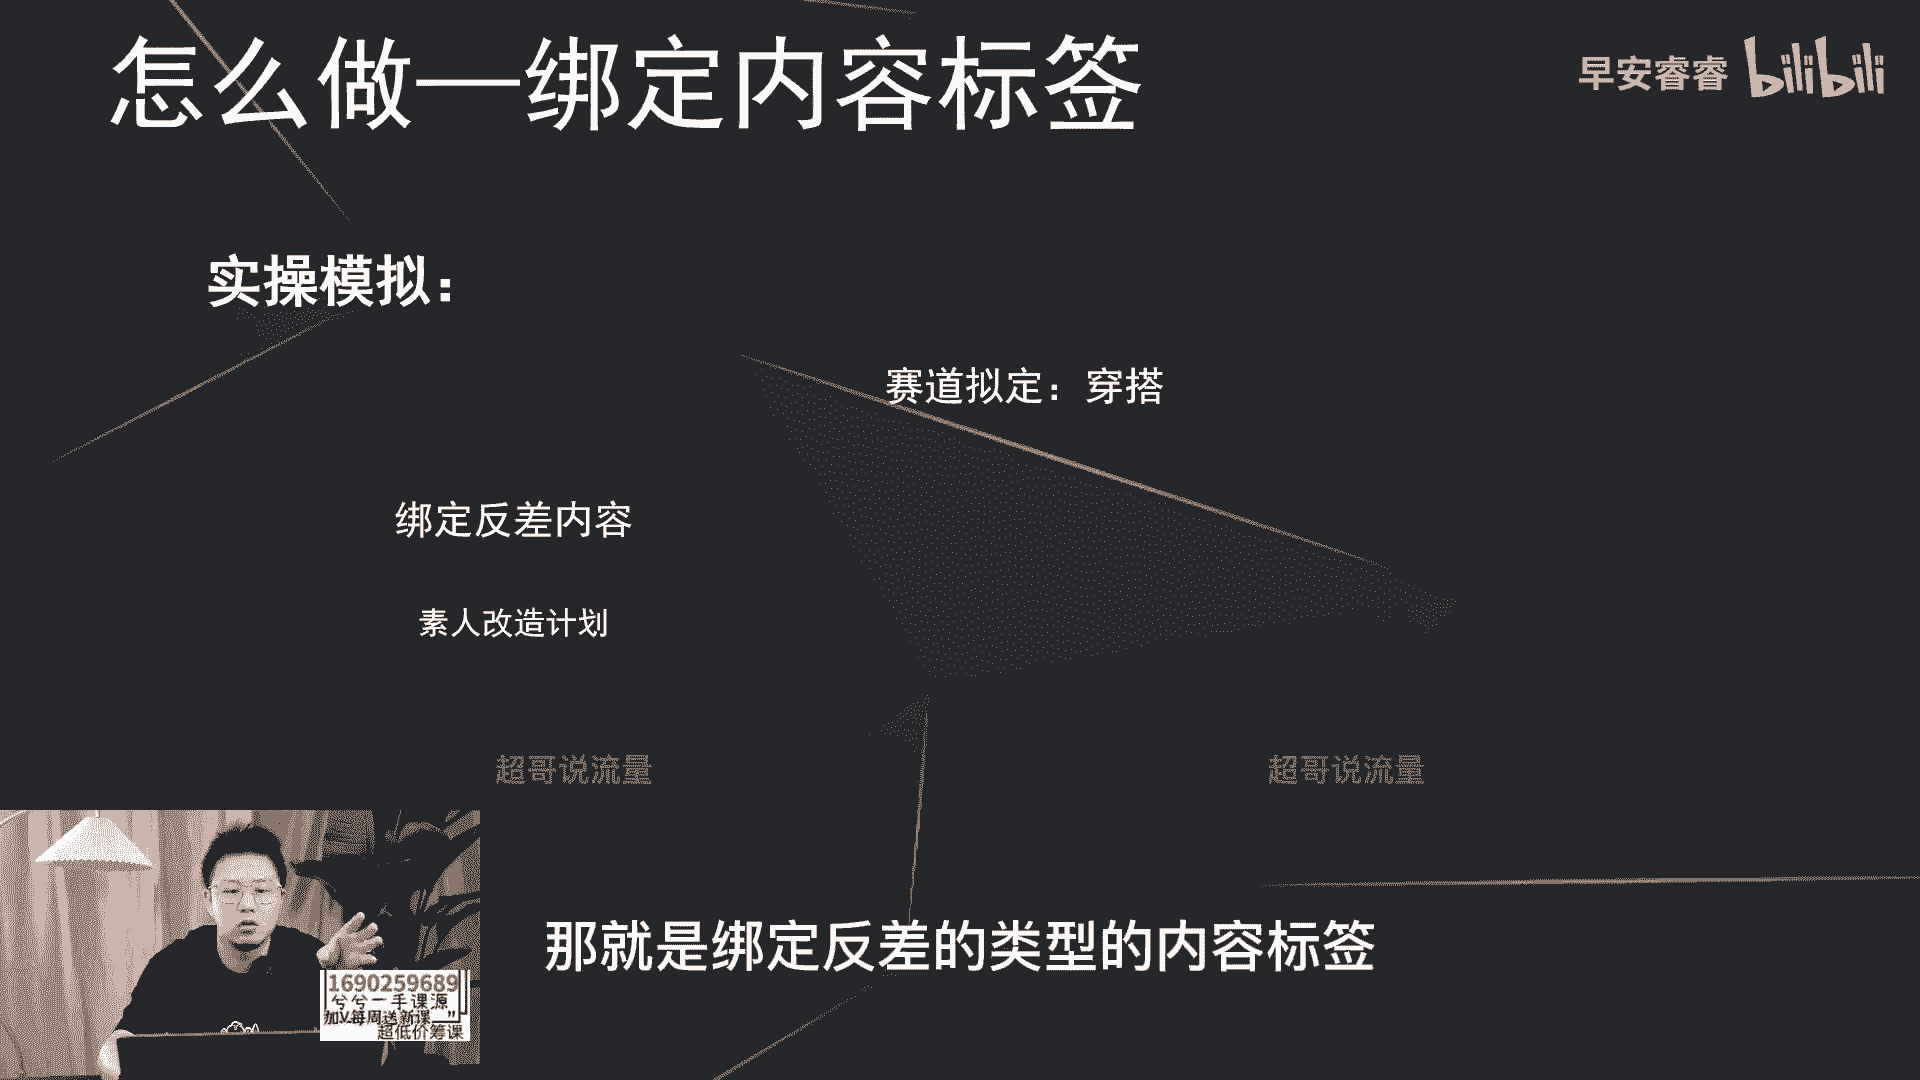 怎么做—绑定内容标签
早安睿睿 bilibili
实操模拟：
赛道拟定：穿搭
绑定反差内容
素人改造计划
超哥说流量
超哥说流量
那就是绑定反差的类型的内容标签
1690259689
兮兮一手课源
加V每周送新课 ”
超低价筹课